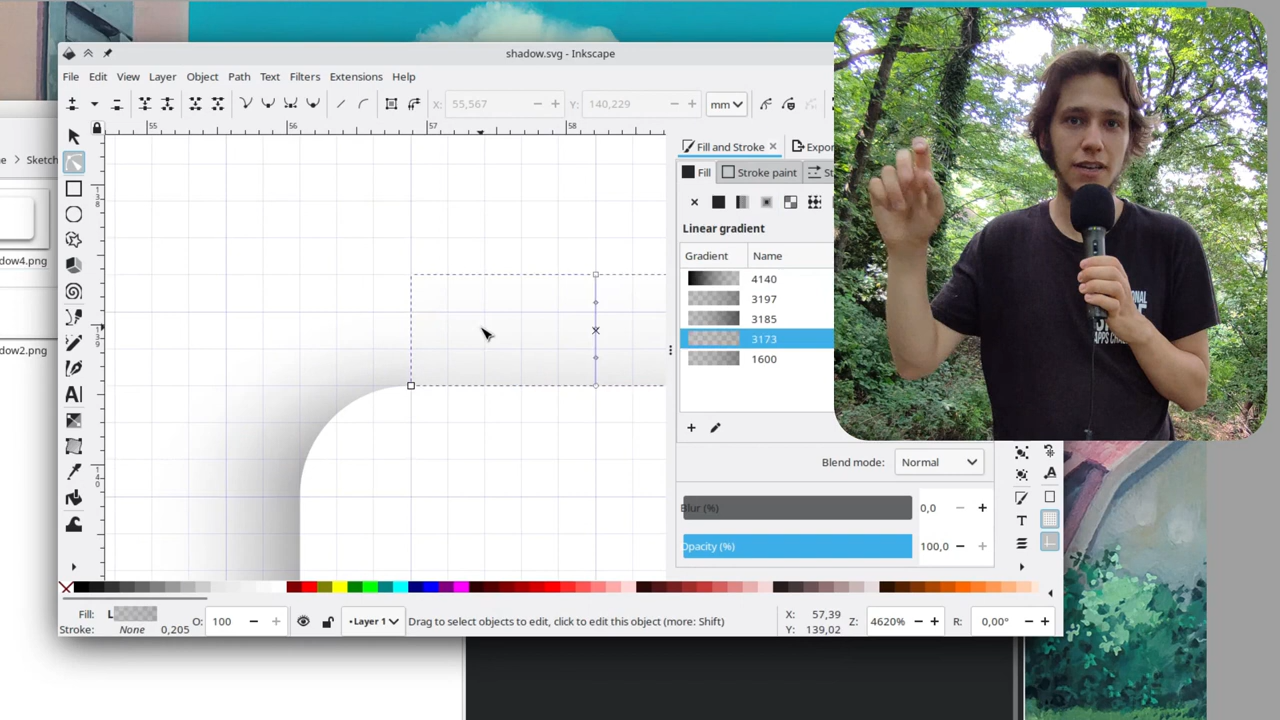 shadow.svg - Inkscape
File Edit View Layer Object Path Text Filters Extensions Help
X: 55,567 Y: 140,229 mm
55 56 57 58
Fill and Stroke Expor
> Sketch
Fill Stroke paint St
Linear gradient
Gradient Name
4140
3197
3185
3173
1600
dow4.png
dow2.png
Blend mode: Normal
Blur (%) 0,0
Opacity (%) 100,0
Fill: L O: 100 Layer 1 Drag to select objects to edit, click to edit this object (more: Shift) X: 57,39 Z: 4620% R: 0,00°
Stroke: None 0,205 Y: 139,02